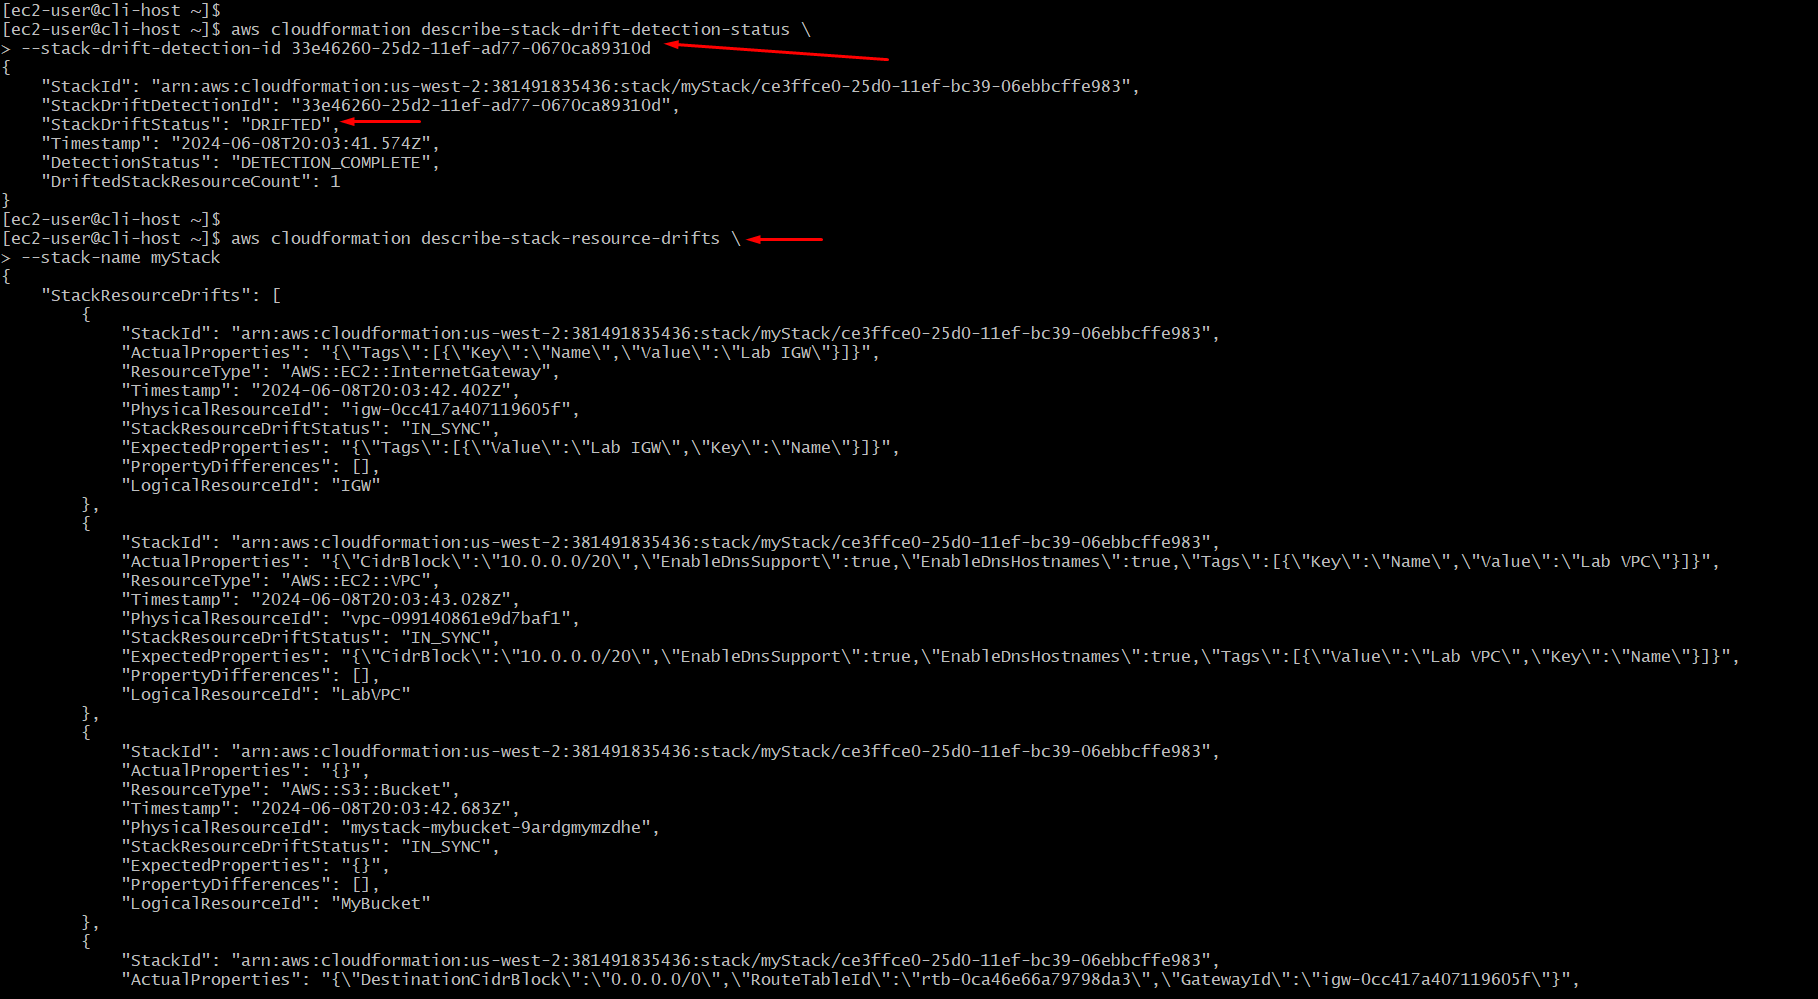 [ec2-user@cli-host ~]$
[ec2-user@cli-host ~]$ aws cloudformation describe-stack-drift-detection-status \
> --stack-drift-detection-id 33e46260-25d2-11ef-ad77-0670ca89310d
{
    "StackId": "arn:aws:cloudformation:us-west-2:381491835436:stack/myStack/ce3ffce0-25d0-11ef-bc39-06ebbcffe983",
    "StackDriftDetectionId": "33e46260-25d2-11ef-ad77-0670ca89310d",
    "StackDriftStatus": "DRIFTED",
    "Timestamp": "2024-06-08T20:03:41.574Z",
    "DetectionStatus": "DETECTION_COMPLETE",
    "DriftedStackResourceCount": 1
}
[ec2-user@cli-host ~]$
[ec2-user@cli-host ~]$ aws cloudformation describe-stack-resource-drifts \
> --stack-name myStack
{
    "StackResourceDrifts": [
        {
            "StackId": "arn:aws:cloudformation:us-west-2:381491835436:stack/myStack/ce3ffce0-25d0-11ef-bc39-06ebbcffe983",
            "ActualProperties": "{\"Tags\":[{\"Key\":\"Name\",\"Value\":\"Lab IGW\"}]}",
            "ResourceType": "AWS::EC2::InternetGateway",
            "Timestamp": "2024-06-08T20:03:42.402Z",
            "PhysicalResourceId": "igw-0cc417a407119605f",
            "StackResourceDriftStatus": "IN_SYNC",
            "ExpectedProperties": "{\"Tags\":[{\"Value\":\"Lab IGW\",\"Key\":\"Name\"}]}",
            "PropertyDifferences": [],
            "LogicalResourceId": "IGW"
        },
        {
            "StackId": "arn:aws:cloudformation:us-west-2:381491835436:stack/myStack/ce3ffce0-25d0-11ef-bc39-06ebbcffe983",
            "ActualProperties": "{\"CidrBlock\":\"10.0.0.0/20\",\"EnableDnsSupport\":true,\"EnableDnsHostnames\":true,\"Tags\":[{\"Key\":\"Name\",\"Value\":\"Lab VPC\"}]}",
            "ResourceType": "AWS::EC2::VPC",
            "Timestamp": "2024-06-08T20:03:43.028Z",
            "PhysicalResourceId": "vpc-099140861e9d7baf1",
            "StackResourceDriftStatus": "IN_SYNC",
            "ExpectedProperties": "{\"CidrBlock\":\"10.0.0.0/20\",\"EnableDnsSupport\":true,\"EnableDnsHostnames\":true,\"Tags\":[{\"Value\":\"Lab VPC\",\"Key\":\"Name\"}]}",
            "PropertyDifferences": [],
            "LogicalResourceId": "LabVPC"
        },
        {
            "StackId": "arn:aws:cloudformation:us-west-2:381491835436:stack/myStack/ce3ffce0-25d0-11ef-bc39-06ebbcffe983",
            "ActualProperties": "{}",
            "ResourceType": "AWS::S3::Bucket",
            "Timestamp": "2024-06-08T20:03:42.683Z",
            "PhysicalResourceId": "mystack-mybucket-9ardgmymzdhe",
            "StackResourceDriftStatus": "IN_SYNC",
            "ExpectedProperties": "{}",
            "PropertyDifferences": [],
            "LogicalResourceId": "MyBucket"
        },
        {
            "StackId": "arn:aws:cloudformation:us-west-2:381491835436:stack/myStack/ce3ffce0-25d0-11ef-bc39-06ebbcffe983",
            "ActualProperties": "{\"DestinationCidrBlock\":\"0.0.0.0/0\",\"RouteTableId\":\"rtb-0ca46e66a79798da3\",\"GatewayId\":\"igw-0cc417a407119605f\"}",